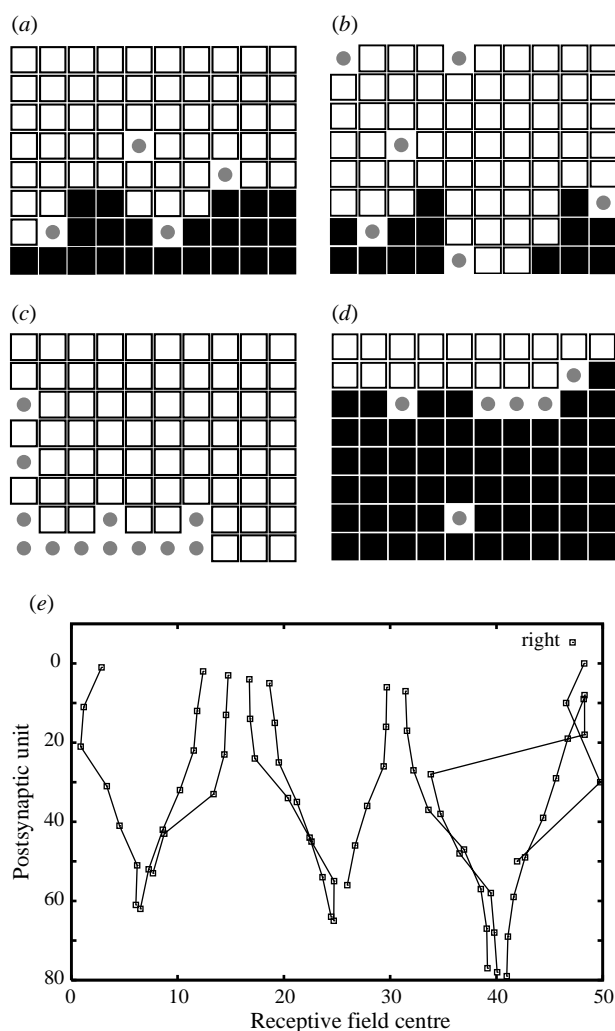 (a)
(b)
(c)
(d)
(e)
right
0
20
40
60
80
Postsynaptic unit
0 10 20 30 40 50
Receptive field centre